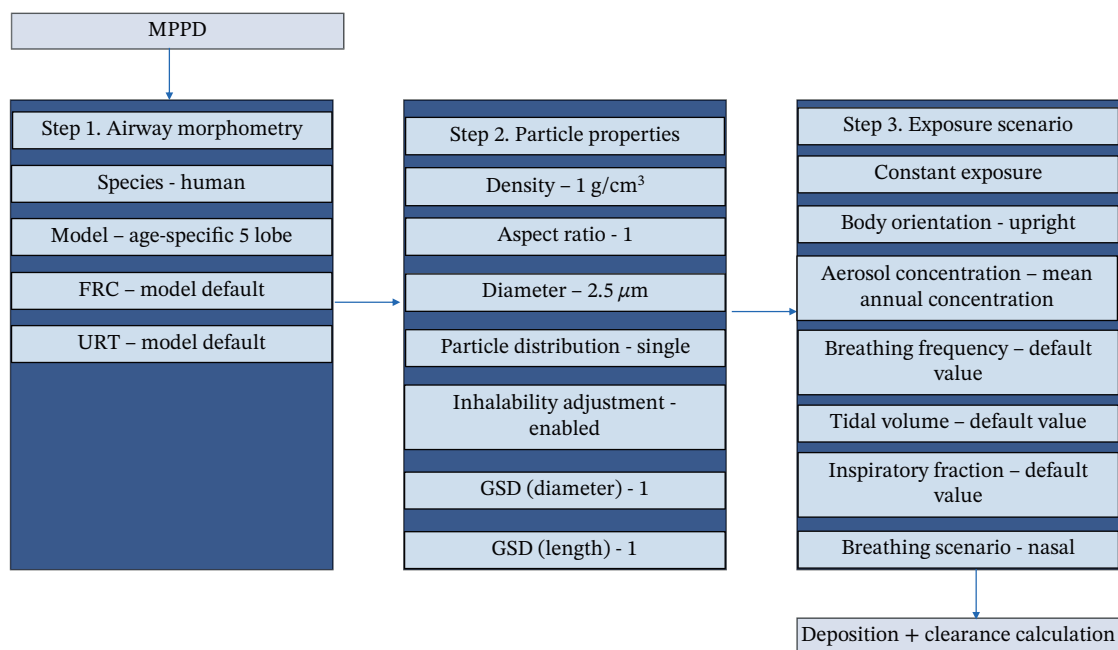 MPPD
Step 1. Airway morphometry
Species - human
Model – age-specific 5 lobe
FRC – model default
URT – model default
Step 2. Particle properties
Density – 1 g/cm³
Aspect ratio - 1
Diameter – 2.5 μm
Particle distribution - single
Inhalability adjustment -
enabled
GSD (diameter) - 1
GSD (length) - 1
Step 3. Exposure scenario
Constant exposure
Body orientation - upright
Aerosol concentration – mean
annual concentration
Breathing frequency – default
value
Tidal volume – default value
Inspiratory fraction – default
value
Breathing scenario - nasal
Deposition + clearance calculation